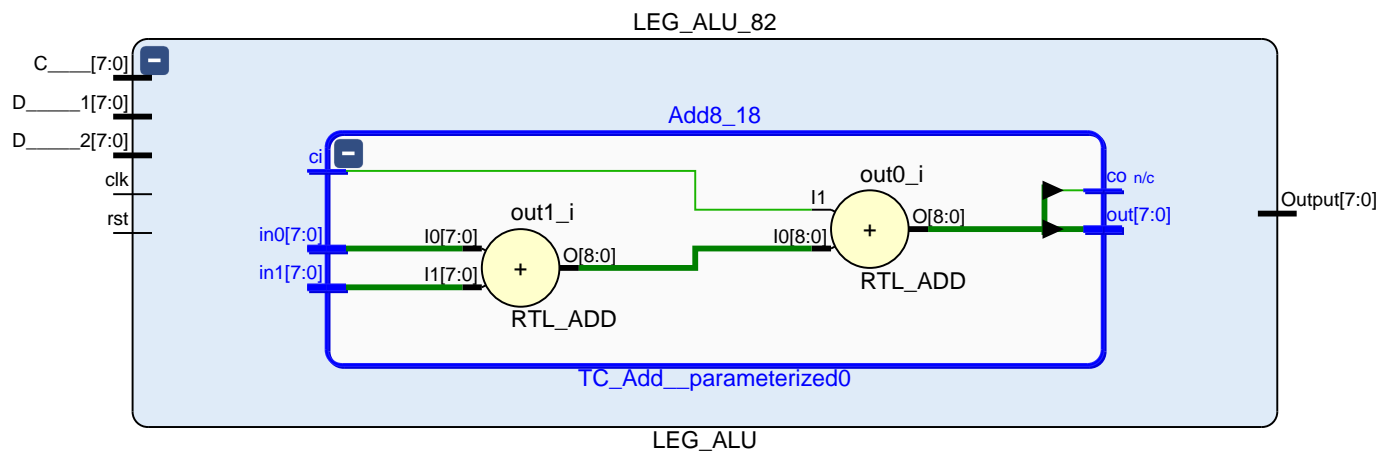 LEG_ALU_82
C____[7:0]
D_____1[7:0]
D_____2[7:0]
clk
rst
Add8_18
ci
in0[7:0]
in1[7:0]
out1_i
I0[7:0]
I1[7:0]
+
O[8:0]
RTL_ADD
out0_i
I1
I0[8:0]
+
O[8:0]
RTL_ADD
co n/c
out[7:0]
Output[7:0]
TC_Add__parameterized0
LEG_ALU